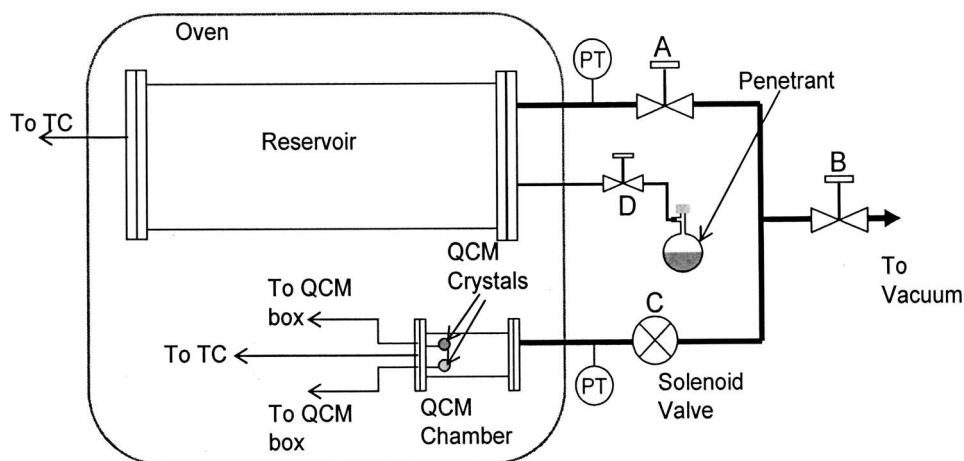 Oven
PT
A
Penetrant
To TC
Reservoir
B
D
QCM
Crystals
To QCM
box
To
Vacuum
C
To TC
PT
Solenoid
Valve
To QCM
box
QCM
Chamber